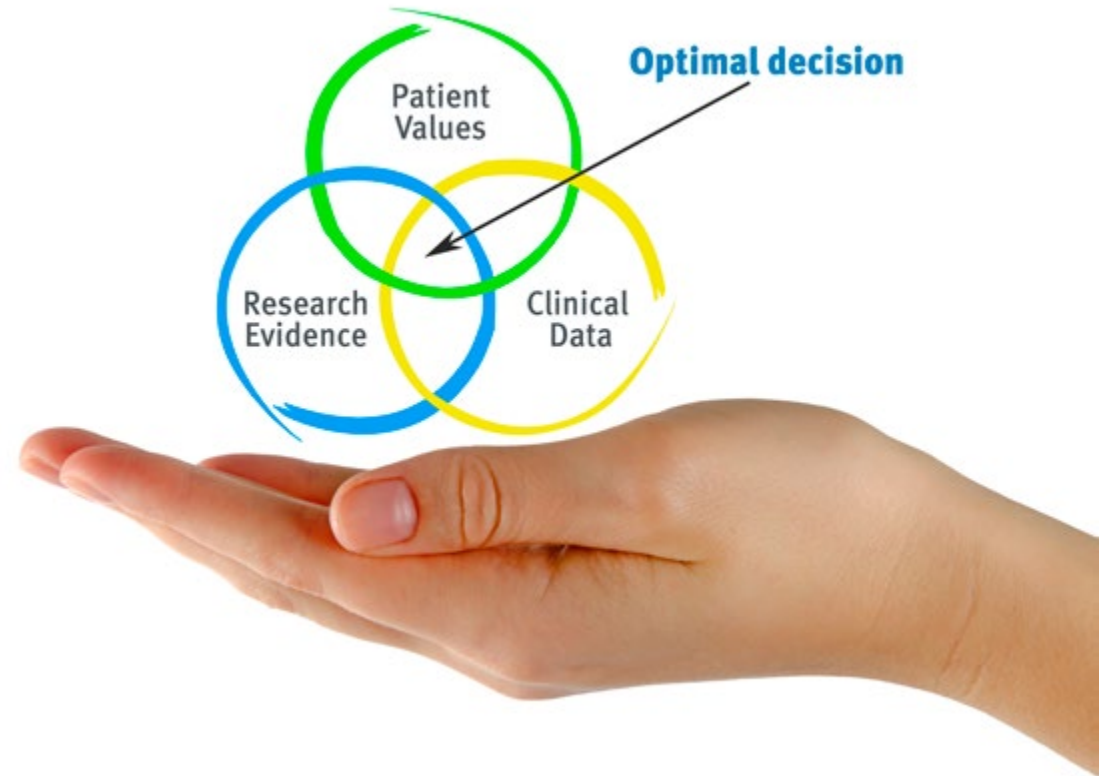 Optimal decision
Patient
Values
Research
Evidence
Clinical
Data